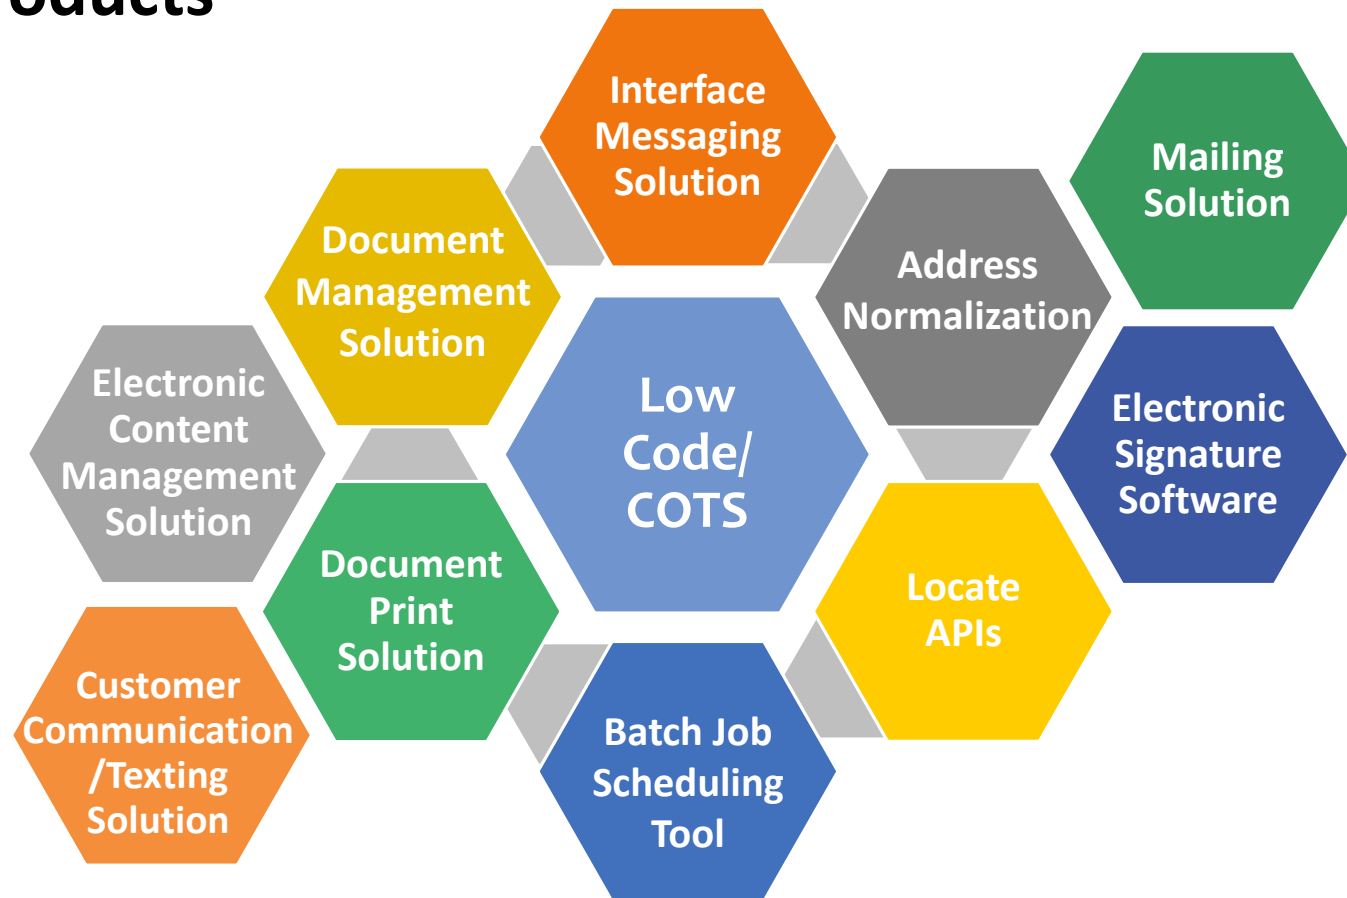 oducts
Interface
Messaging
Solution
Mailing
Solution
Document
Management
Solution
Address
Normalization
Electronic
Content
Management
Solution
Low
Code/
COTS
Electronic
Signature
Software
Document
Print
Solution
Locate
APIs
Customer
Communication
/Texting
Solution
Batch Job
Scheduling
Tool